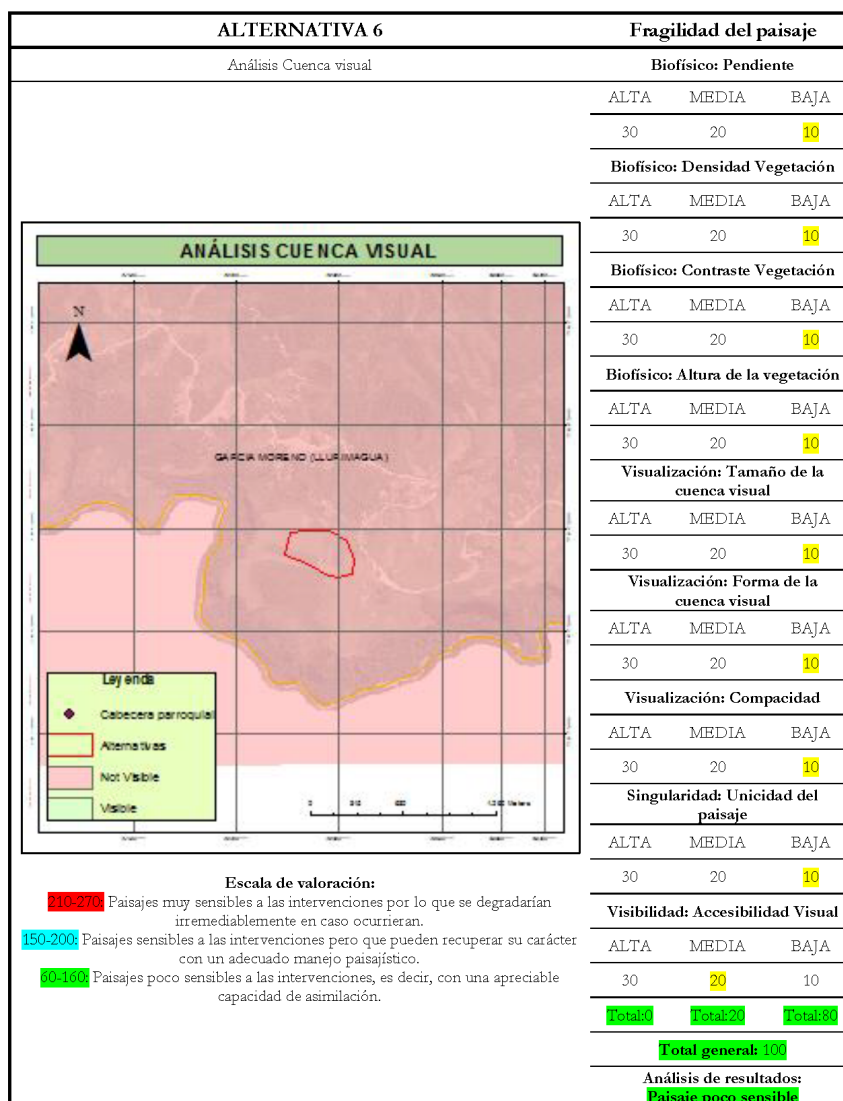 ALTERNATIVA 6
Fragilidad del paisaje
Análisis Cuenca visual
Biofísico: Pendiente
ALTA MEDIA BAJA
30 20 10
Biofísico: Densidad Vegetación
ALTA MEDIA BAJA
30 20 10
Biofísico: Contraste Vegetación
ALTA MEDIA BAJA
30 20 10
Biofísico: Altura de la vegetación
ALTA MEDIA BAJA
30 20 10
Visualización: Tamaño de la
cuenca visual
ALTA MEDIA BAJA
30 20 10
Visualización: Forma de la
cuenca visual
ALTA MEDIA BAJA
30 20 10
Visualización: Compacidad
ALTA MEDIA BAJA
30 20 10
Singularidad: Unicidad del
paisaje
ALTA MEDIA BAJA
30 20 10
Visibilidad: Accesibilidad Visual
ALTA MEDIA BAJA
30 20 10
Total:0 Total:20 Total:80
Total general: 100
Análisis de resultados:
Paisaje poco sensible
ANÁLISIS CUENCA VISUAL
N
GARCIA MORENO (LLURIMAGUA)
Leyenda
Cabecera parroquial
Alternativas
Not Visible
Visible
0
Meters
Escala de valoración:
210-270: Paisajes muy sensibles a las intervenciones por lo que se degradarían
irremediablemente en caso ocurrieran.
150-200: Paisajes sensibles a las intervenciones pero que pueden recuperar su carácter
con un adecuado manejo paisajístico.
60-160: Paisajes poco sensibles a las intervenciones, es decir, con una apreciable
capacidad de asimilación.